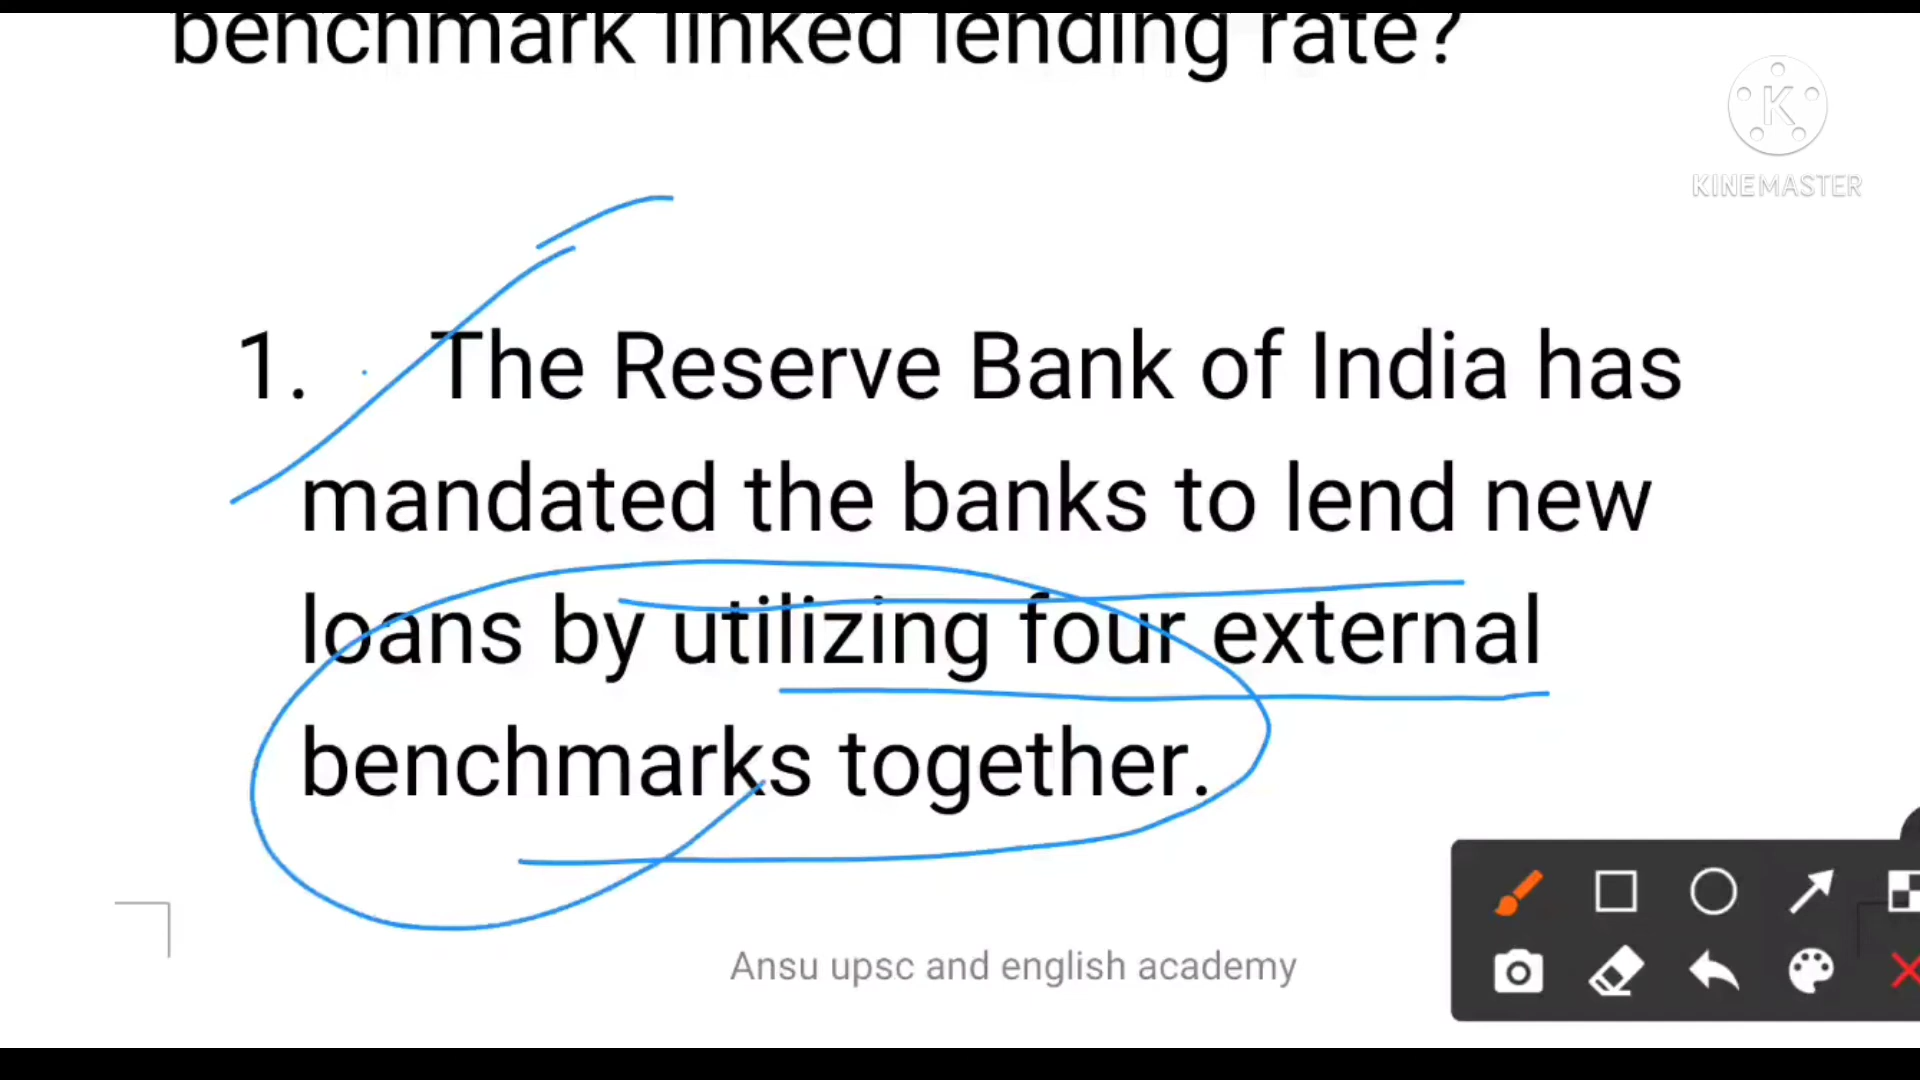 benchmark linked lending rate?
K
KINEMASTER
1. The Reserve Bank of India has
mandated the banks to lend new
loans by utilizing four external
benchmarks together.
Ansu upsc and english academy